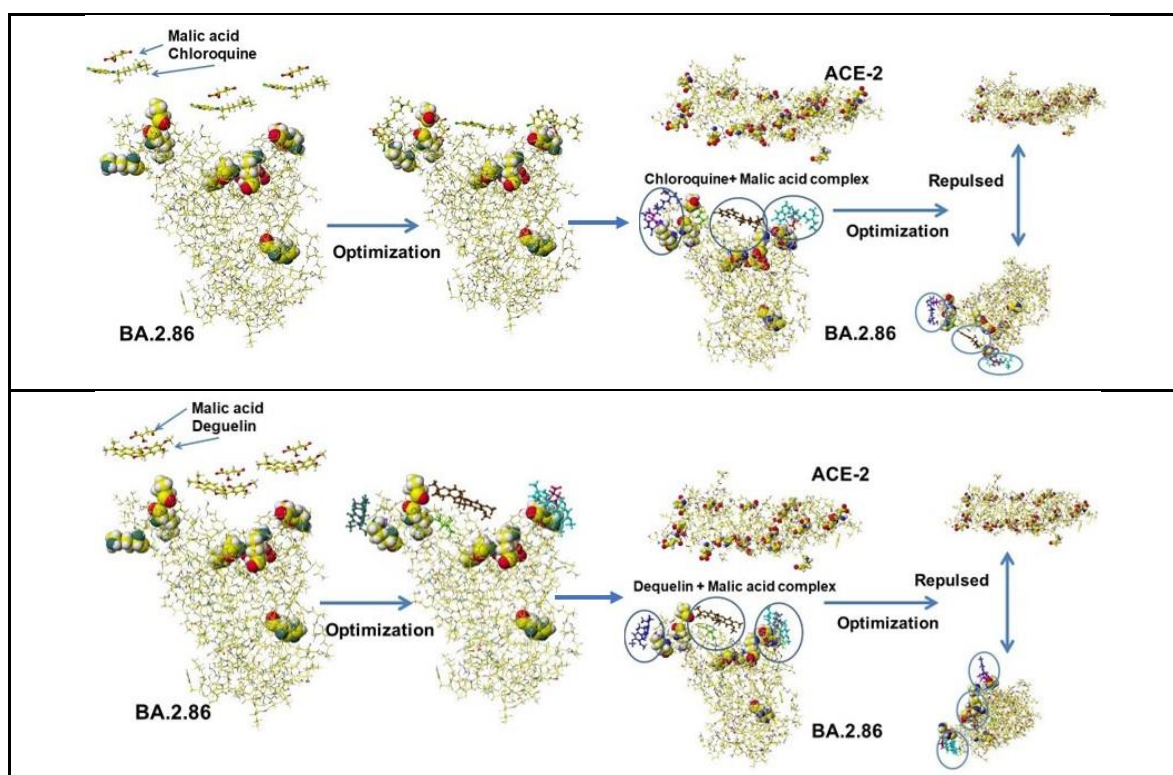 Malic acid
Chloroquine
ACE-2
Chloroquine+ Malic acid complex
Repulsed
Optimization
Optimization
BA.2.86
BA.2.86
Malic acid
Deguelin
ACE-2
Dequelin + Malic acid complex
Repulsed
Optimization
Optimization
BA.2.86
BA.2.86